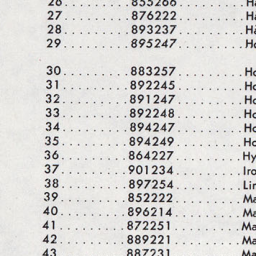 26..........855266..........Ha
27..........876222..........Ha
28..........893237..........Hä
29..........895247..........Ho
30..........883257..........Ho
31..........892245..........Ho
32..........891247..........Ho
33..........892248..........Ho
34..........894247..........Ho
35..........894249..........Ho
36..........864227..........Hy
37..........901234..........Iro
38..........897254..........Lin
39..........852222..........Ma
40..........896214..........Ma
41..........872251..........Ma
42..........889221..........Ma
43..........887231..........Ma